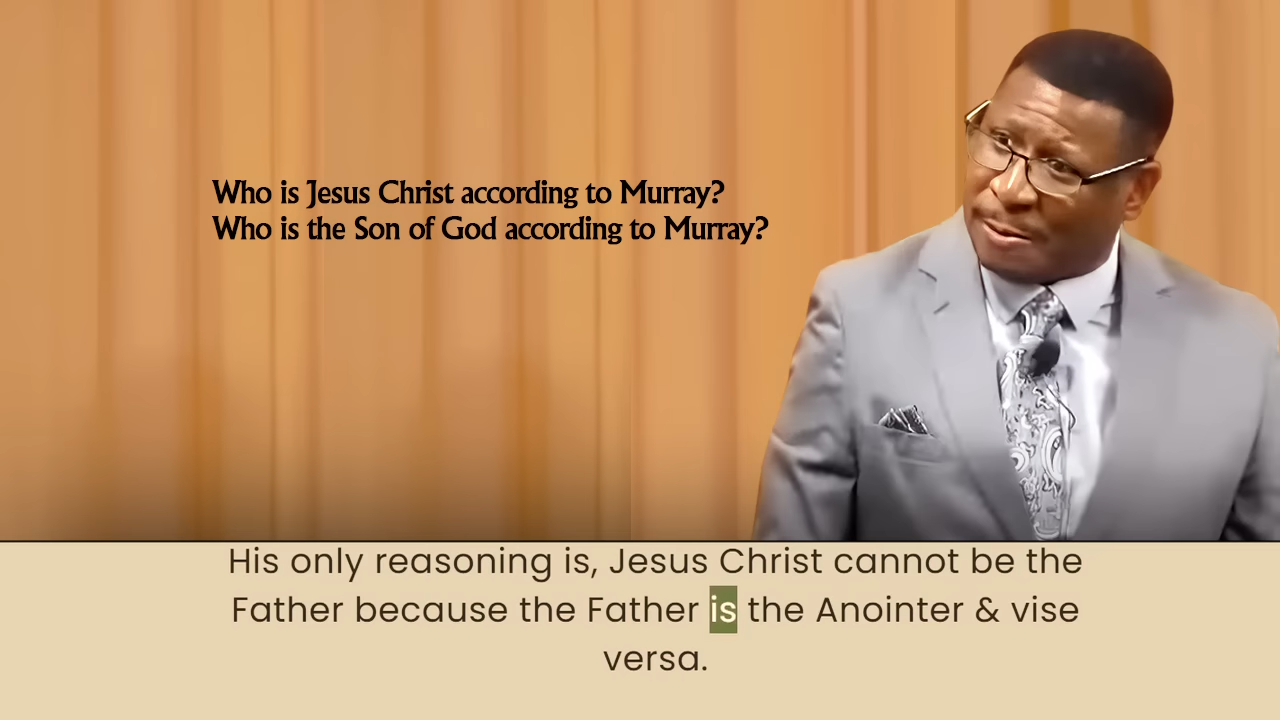 Who is Jesus Christ according to Murray?
Who is the Son of God according to Murray?
His only reasoning is, Jesus Christ cannot be the
Father because the Father is the Anointer & vise
versa.